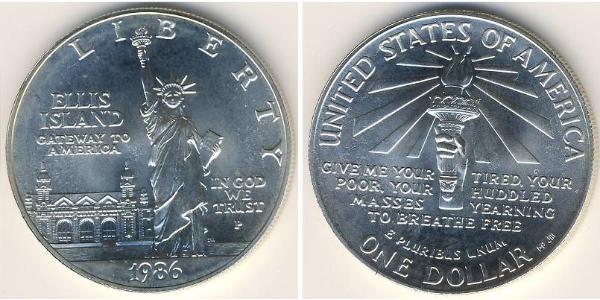 LIBERTY
ELLIS
ISLAND
GATEWAY TO
AMERICA
IN GOD
WE
TRUST
P
1986
UNITED STATES OF AMERICA
GIVE ME YOUR TIRED, YOUR
POOR, YOUR HUDDLED
MASSES YEARNING
TO BREATHE FREE
E PLURIBUS UNUM
ONE DOLLAR